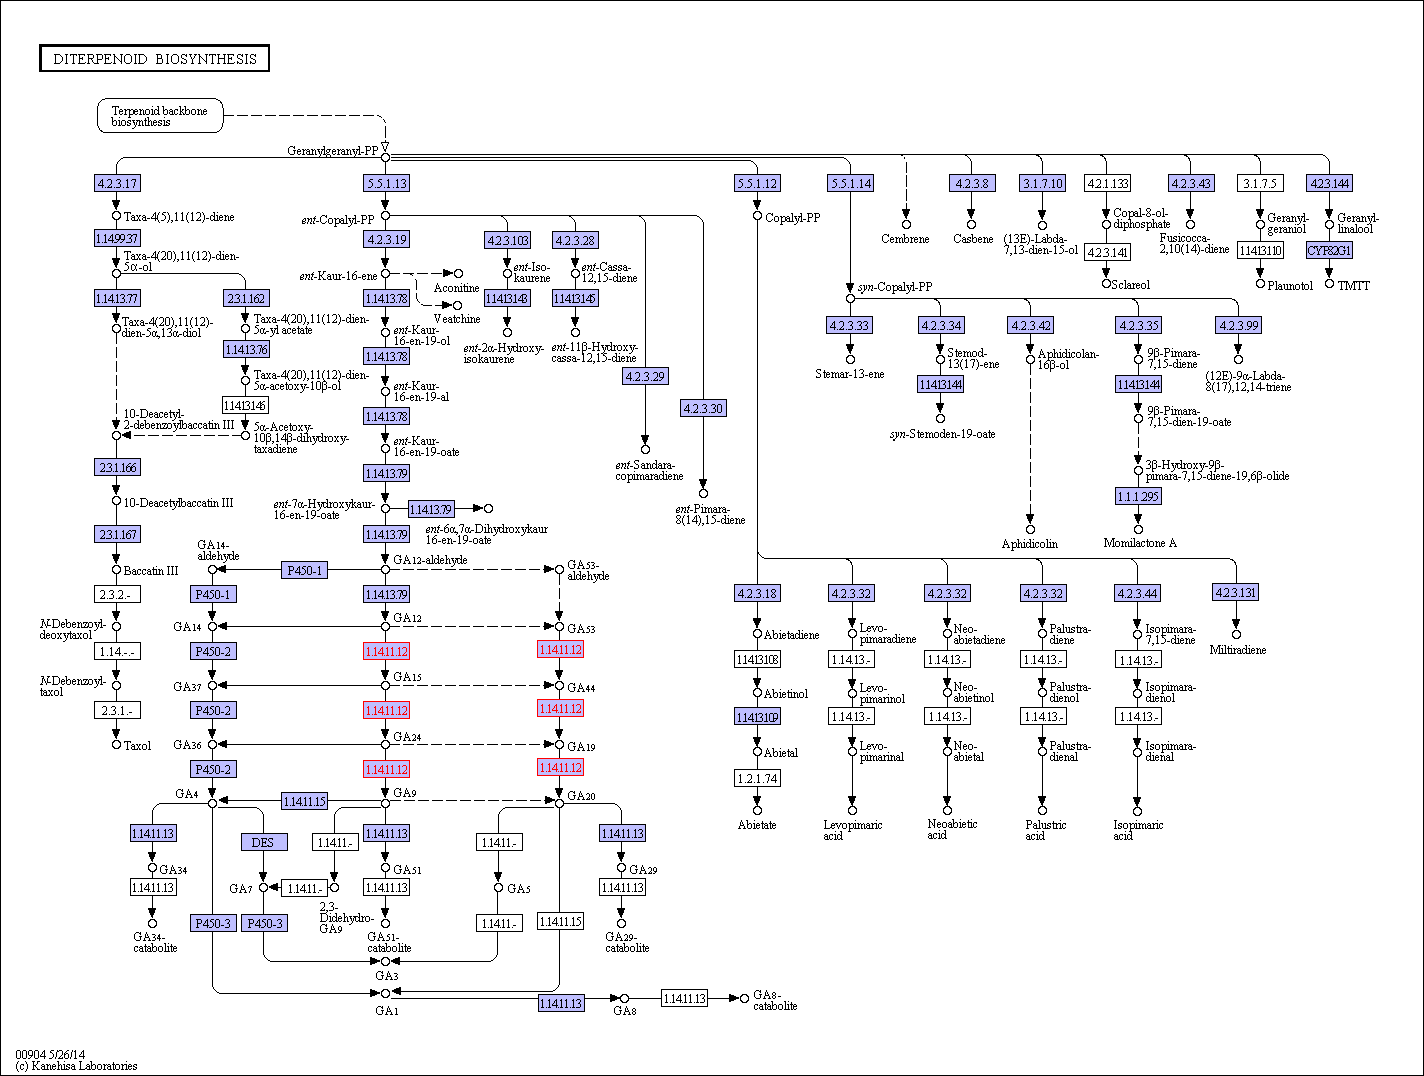 DITERPENOID BIOSYNTHESIS
Terpenoid backbone
biosynthesis
Geranylgeranyl-PP
4.2.3.17
5.5.1.13
5.5.1.12
5.5.1.14
4.2.3.8
3.1.7.10
4.2.1.133
4.2.3.43
3.1.7.5
4.2.3.144
Taxa-4(5),11(12)-diene
ent-Copalyl-PP
Copalyl-PP
Cembrene
Casbene
(13E)-Labda-
7,13-dien-15-ol
Copal-8-ol-
diphosphate
Fusicocca-
2,10(14)-diene
Geranyl-
geraniol
Geranyl-
linalool
1.14.99.37
4.2.3.19
4.2.3.103
4.2.3.28
4.2.3.141
1.14.13.110
CYP82G1
Taxa-4(20),11(12)-dien-
5α-ol
ent-Kaur-16-ene
Aconitine
Veatchine
ent-Iso-
kaurene
ent-Cassa-
12,15-diene
syn-Copalyl-PP
Sclareol
Plaunotol
TMTT
1.14.13.77
2.3.1.162
1.14.13.78
1.14.13.143
1.14.13.145
Taxa-4(20),11(12)-
dien-5α,13α-diol
Taxa-4(20),11(12)-dien-
5α-yl acetate
ent-Kaur-
16-en-19-ol
ent-2α-Hydroxy-
isokaurene
ent-11β-Hydroxy-
cassa-12,15-diene
4.2.3.33
4.2.3.34
4.2.3.42
4.2.3.35
4.2.3.99
1.14.13.76
1.14.13.78
Stemar-13-ene
Stemod-
13(17)-ene
Aphidicolan-
16β-ol
9β-Pimara-
7,15-diene
(12E)-9α-Labda-
8(17),12,14-triene
Taxa-4(20),11(12)-dien-
5α-acetoxy-10β-ol
ent-Kaur-
16-en-19-al
4.2.3.29
1.14.13.144
1.14.13.144
1.14.13.146
1.14.13.78
4.2.3.30
10-Deacetyl-
2-debenzoylbaccatin III
5α-Acetoxy-
10β,14β-dihydroxy-
taxadiene
ent-Kaur-
16-en-19-oate
syn-Stemoden-19-oate
9β-Pimara-
7,15-dien-19-oate
2.3.1.166
1.14.13.79
ent-Sandara-
copimaradiene
3β-Hydroxy-9β-
pimara-7,15-diene-19,6β-olide
10-Deacetylbaccatin III
ent-7α-Hydroxykaur-
16-en-19-oate
1.14.13.79
ent-6α,7α-Dihydroxykaur
16-en-19-oate
ent-Pimara-
8(14),15-diene
1.1.1.295
2.3.1.167
1.14.13.79
Aphidicolin
Momilactone A
Baccatin III
GA14-
aldehyde
P450-1
GA12-aldehyde
GA53-
aldehyde
2.3.2.-
P450-1
1.14.13.79
4.2.3.18
4.2.3.32
4.2.3.32
4.2.3.32
4.2.3.44
4.2.3.131
N-Debenzoyl-
deoxytaxol
GA14
GA12
GA53
Abietadiene
Levo-
pimaradiene
Neo-
abietadiene
Palustra-
diene
Isopimara-
7,15-diene
Miltiradiene
1.14.-.-
P450-2
1.14.11.12
1.14.11.12
1.14.13.108
1.14.13.-
1.14.13.-
1.14.13.-
1.14.13.-
N-Debenzoyl-
taxol
GA37
GA15
GA44
Abietinol
Levo-
pimarinol
Neo-
abietinol
Palustra-
dienol
Isopimara-
dienol
2.3.1.-
P450-2
1.14.11.12
1.14.11.12
1.14.13.109
1.14.13.-
1.14.13.-
1.14.13.-
1.14.13.-
Taxol
GA36
GA24
GA19
Abietal
Levo-
pimarinal
Neo-
abietal
Palustra-
dienal
Isopimara-
dienal
P450-2
1.14.11.12
1.14.11.12
1.2.1.74
GA4
1.14.11.15
GA9
GA20
Abietate
Levopimaric
acid
Neoabietic
acid
Palustric
acid
Isopimaric
acid
1.14.11.13
DES
1.14.11.-
1.14.11.13
1.14.11.-
1.14.11.13
GA34
GA51
GA29
1.14.11.13
GA7
1.14.11.-
1.14.11.13
GA5
1.14.11.13
2,3-
Didehydro-
GA9
P450-3
P450-3
1.14.11.-
1.14.11.15
GA34-
catabolite
GA51-
catabolite
GA29-
catabolite
GA3
GA1
1.14.11.13
GA8
1.14.11.13
GA8-
catabolite
00904 5/26/14
(c) Kanehisa Laboratories